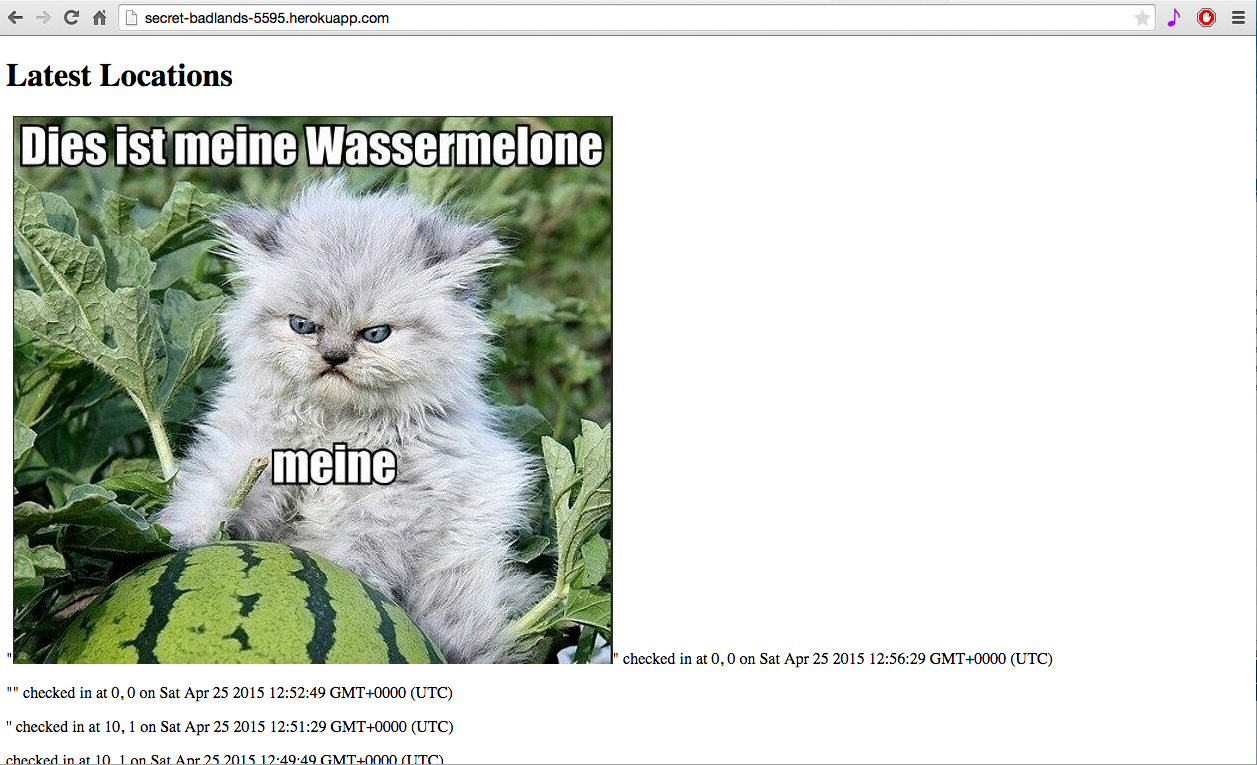 secret-badlands-5595.herokuapp.com
Latest Locations
Dies ist meine Wassermelone
meine
"" checked in at 0, 0 on Sat Apr 25 2015 12:56:29 GMT+0000 (UTC)
"" checked in at 0, 0 on Sat Apr 25 2015 12:52:49 GMT+0000 (UTC)
" checked in at 10, 1 on Sat Apr 25 2015 12:51:29 GMT+0000 (UTC)
checked in at 10, 1 on Sat Apr 25 2015 12:49:49 GMT+0000 (UTC)